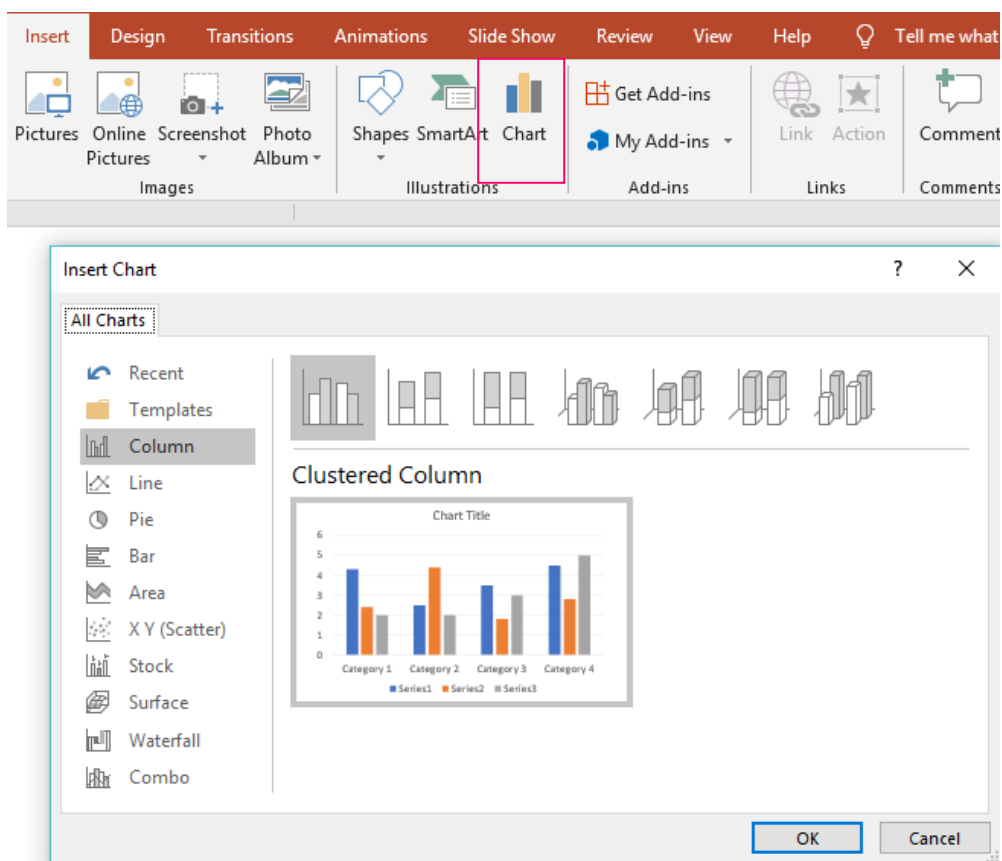 Insert Design Transitions Animations Slide Show Review View Help Tell me what
Get Add-ins
Pictures Online Screenshot Photo Shapes SmartArt Chart My Add-ins Link Action Comment
Pictures Album
Images Illustrations Add-ins Links Comments
Insert Chart ?
All Charts
Recent
Templates
Column
Line
Pie
Bar
Area
X Y (Scatter)
Stock
Surface
Waterfall
Combo
Clustered Column
Chart Title
6
5
4
3
2
1
0
Category 1 Category 2 Category 3 Category 4
Series1 Series2 Series3
OK Cancel